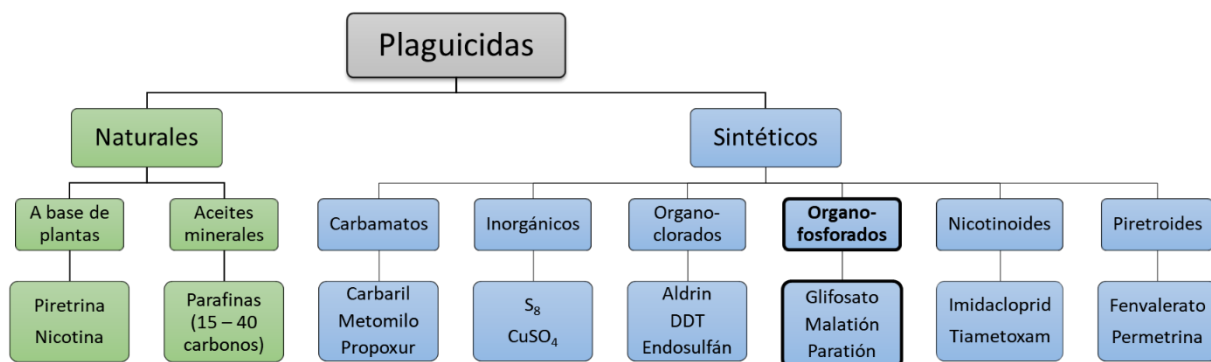 Plaguicidas
Naturales
Sintéticos
A base de
plantas
Aceites
minerales
Carbamatos
Inorgánicos
Organo-
clorados
Organo-
fosforados
Nicotinoides
Piretroides
Piretrina
Nicotina
Parafinas
(15 – 40
carbonos)
Carbaril
Metomilo
Propoxur
S₈
CuSO₄
Aldrin
DDT
Endosulfán
Glifosato
Malatión
Paratión
Imidacloprid
Tiametoxam
Fenvalerato
Permetrina